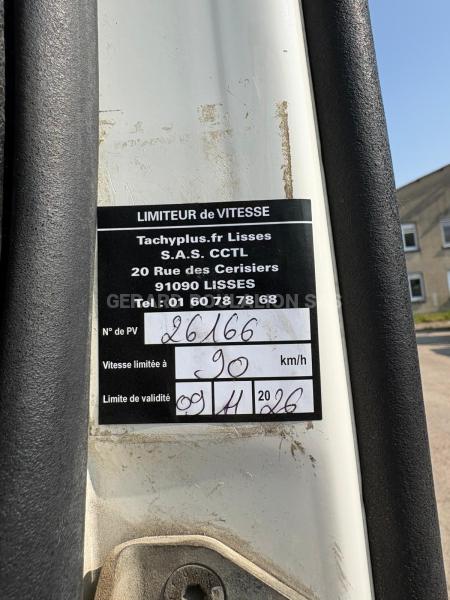 LIMITEUR de VITESSE
Tachyplus.fr Lisses
S.A.S. CCTL
20 Rue des Cerisiers
91090 LISSES
Tel : 01 60 78 78 68
N° de PV 26166
Vitesse limitée à 90 km/h
Limite de validité 09 11 2026